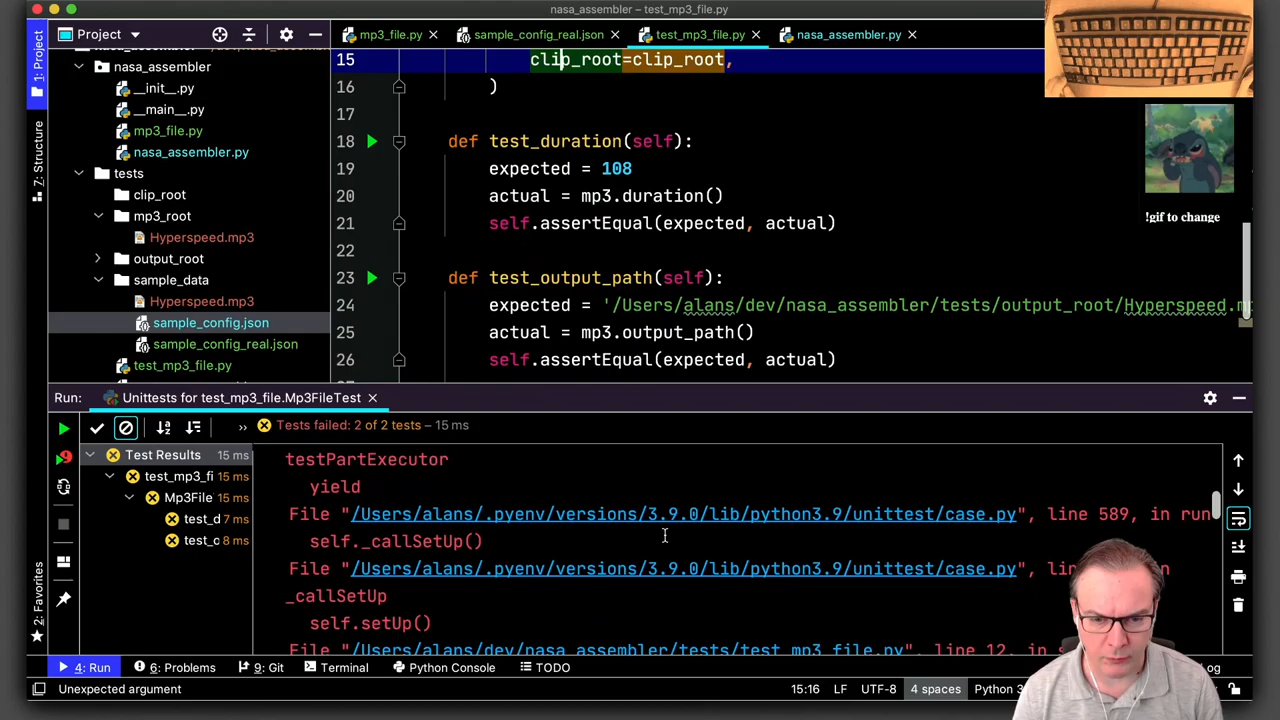 nasa_assembler – test_mp3_file.py
Project
mp3_file.py
sample_config_real.json
test_mp3_file.py
nasa_assembler.py
1: Project
7: Structure
2: Favorites
nasa_assembler
__init__.py
__main__.py
mp3_file.py
nasa_assembler.py
tests
clip_root
mp3_root
Hyperspeed.mp3
output_root
sample_data
Hyperspeed.mp3
sample_config.json
sample_config_real.json
test_mp3_file.py
15 clip_root=clip_root,
16 )
17
18 def test_duration(self):
19 expected = 108
20 actual = mp3.duration()
21 self.assertEqual(expected, actual)
22
23 def test_output_path(self):
24 expected = '/Users/alans/dev/nasa_assembler/tests/output_root/Hyperspeed.m
25 actual = mp3.output_path()
26 self.assertEqual(expected, actual)
!gif to change
Run: Unittests for test_mp3_file.Mp3FileTest
Tests failed: 2 of 2 tests – 15 ms
Test Results 15 ms
test_mp3_fi 15 ms
Mp3File 15 ms
test_d 7 ms
test_c 8 ms
testPartExecutor
yield
File "/Users/alans/.pyenv/versions/3.9.0/lib/python3.9/unittest/case.py", line 589, in run
self._callSetUp()
File "/Users/alans/.pyenv/versions/3.9.0/lib/python3.9/unittest/case.py", in
_callSetUp
self.setUp()
File "/Users/alans/dev/nasa_assembler/tests/test_mp3_file.py", line 12, in
4: Run
6: Problems
9: Git
Terminal
Python Console
TODO
Unexpected argument
15:16 LF UTF-8 4 spaces Python 3